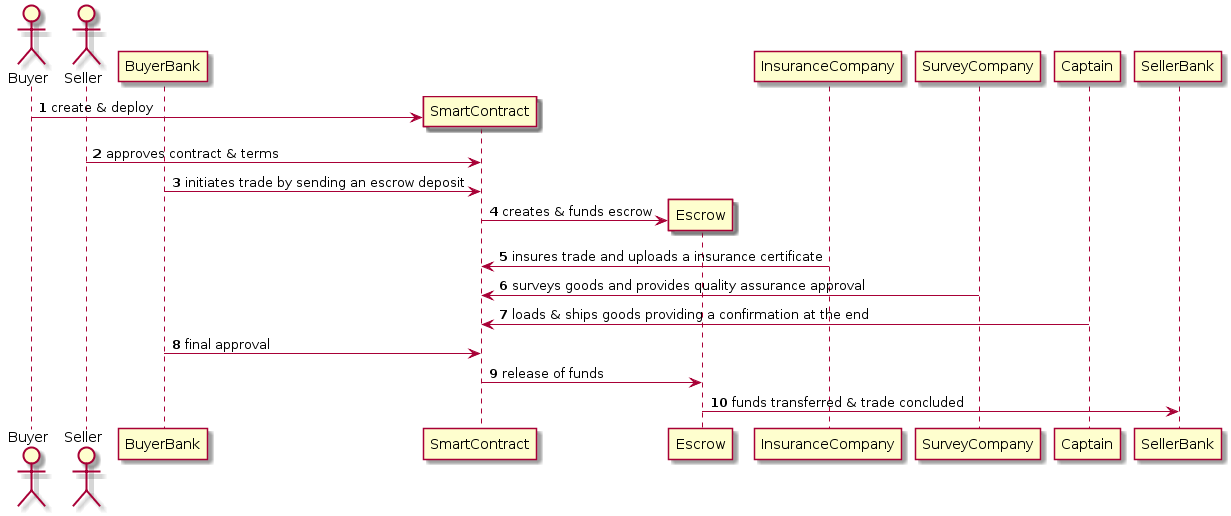 Buyer
Seller
BuyerBank
InsuranceCompany
SurveyCompany
Captain
SellerBank
1 create & deploy
SmartContract
2 approves contract & terms
3 initiates trade by sending an escrow deposit
4 creates & funds escrow
Escrow
5 insures trade and uploads a insurance certificate
6 surveys goods and provides quality assurance approval
7 loads & ships goods providing a confirmation at the end
8 final approval
9 release of funds
10 funds transferred & trade concluded
Buyer
Seller
BuyerBank
SmartContract
Escrow
InsuranceCompany
SurveyCompany
Captain
SellerBank